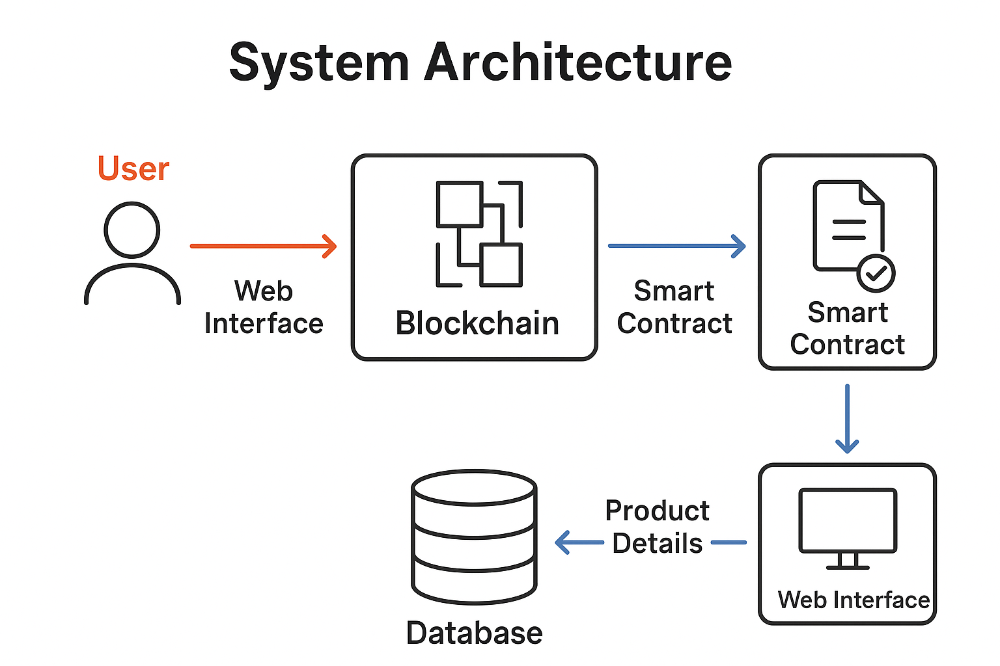 System Architecture
User
Web
Interface
Blockchain
Smart
Contract
Smart
Contract
Product
Details
Web Interface
Database